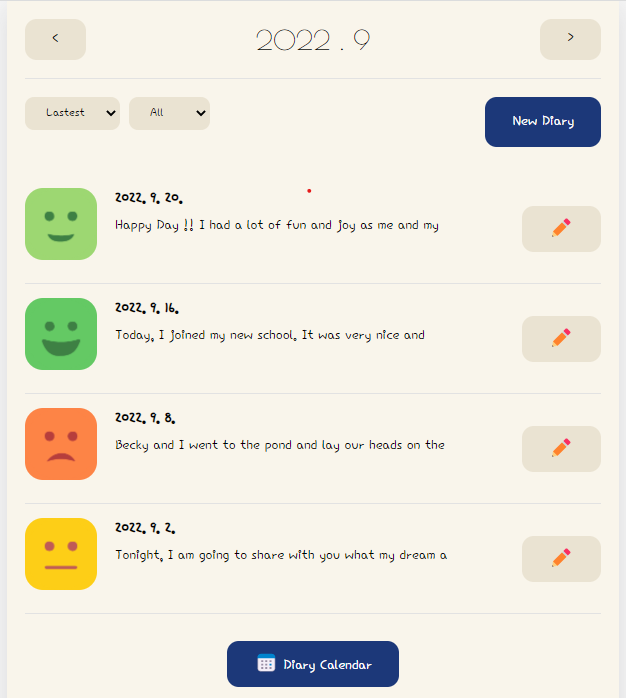 <
2022 . 9
>
Lastest
All
New Diary
2022. 9. 20.
Happy Day !! I had a lot of fun and joy as me and my
2022. 9. 16.
Today, I joined my new school. It was very nice and
2022. 9. 8.
Becky and I went to the pond and lay our heads on the
2022. 9. 2.
Tonight, I am going to share with you what my dream a
Diary Calendar